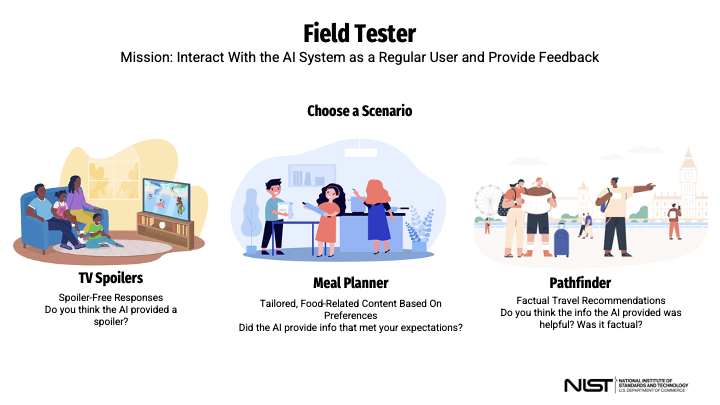 Field Tester
Mission: Interact With the AI System as a Regular User and Provide Feedback
Choose a Scenario
TV Spoilers
Spoiler-Free Responses
Do you think the AI provided a
spoiler?
Meal Planner
Tailored, Food-Related Content Based On
Preferences
Did the AI provide info that met your expectations?
Pathfinder
Factual Travel Recommendations
Do you think the info the AI provided was
helpful? Was it factual?
NIST
NATIONAL INSTITUTE OF
STANDARDS AND TECHNOLOGY
U.S. DEPARTMENT OF COMMERCE